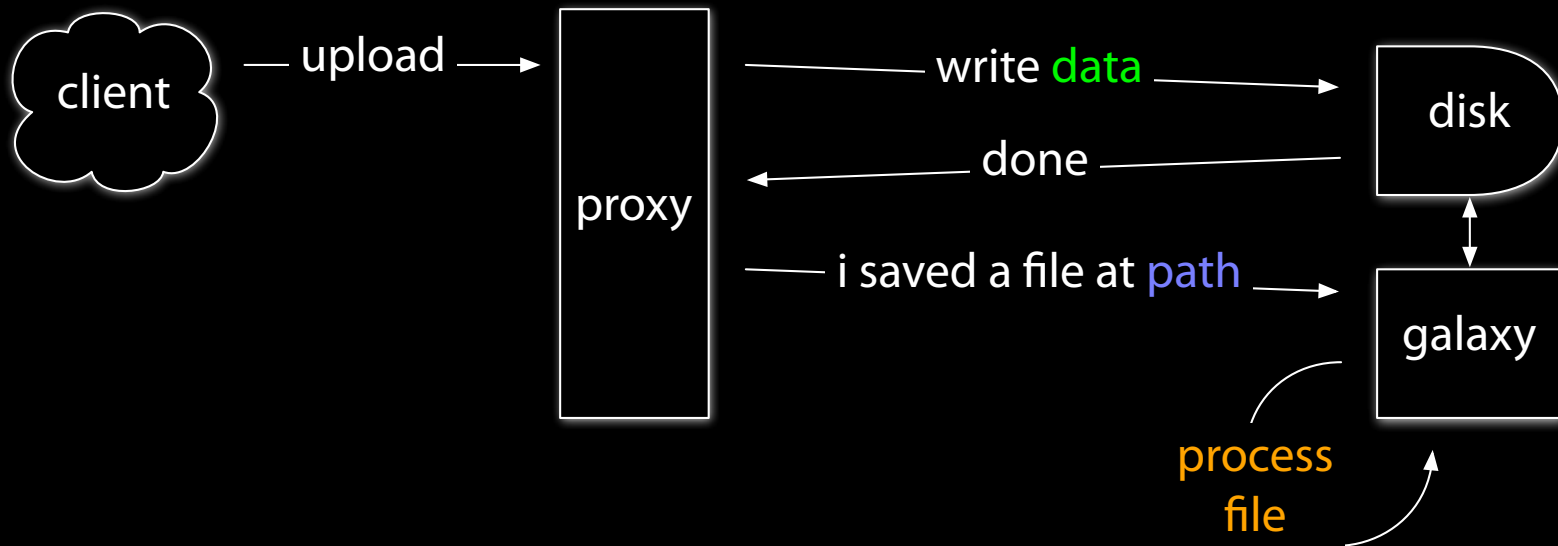 client
upload
proxy
write data
disk
done
i saved a file at path
galaxy
process
file